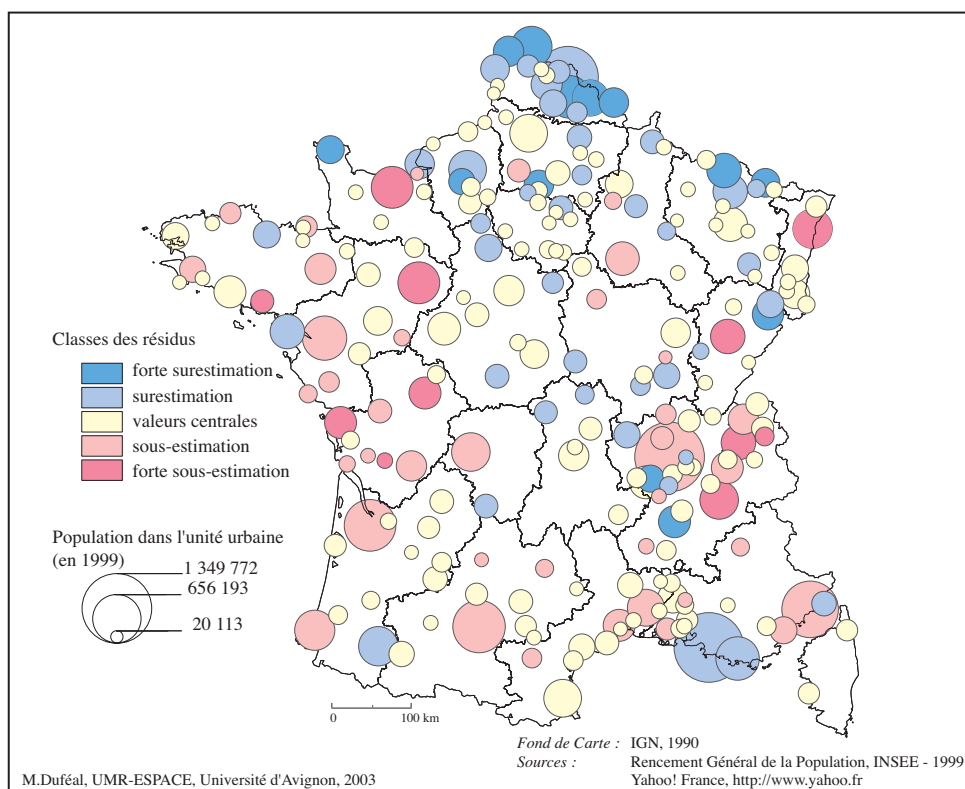 Classes des résidus
forte surestimation
surestimation
valeurs centrales
sous-estimation
forte sous-estimation
Population dans l'unité urbaine
(en 1999)
1 349 772
656 193
20 113
0 100 km
Fond de Carte : IGN, 1990
Sources : Rencement Général de la Population, INSEE - 1999
M.Duféal, UMR-ESPACE, Université d'Avignon, 2003 Yahoo! France, http://www.yahoo.fr